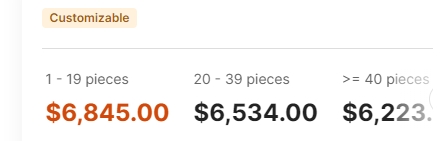 Customizable
1 - 19 pieces 20 - 39 pieces >= 40 pieces
$6,845.00 $6,534.00 $6,223.